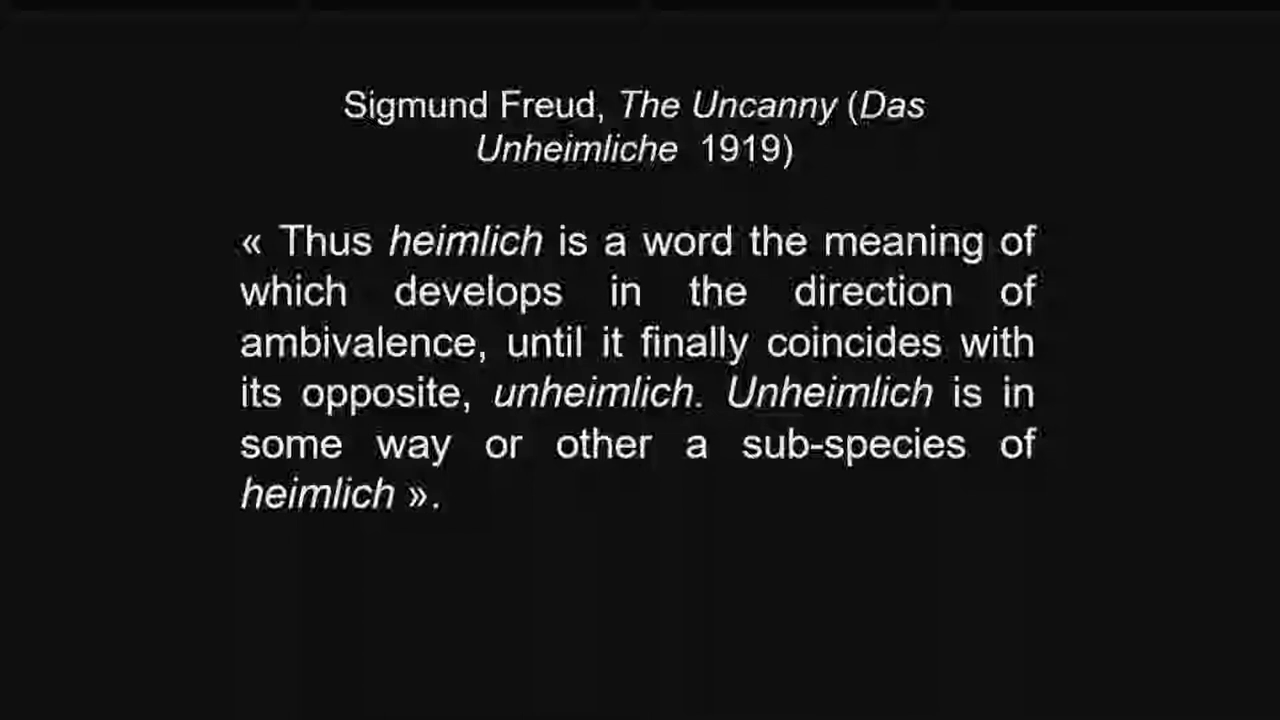 Sigmund Freud, The Uncanny (Das
Unheimliche 1919)
« Thus heimlich is a word the meaning of
which develops in the direction of
ambivalence, until it finally coincides with
its opposite, unheimlich. Unheimlich is in
some way or other a sub-species of
heimlich ».